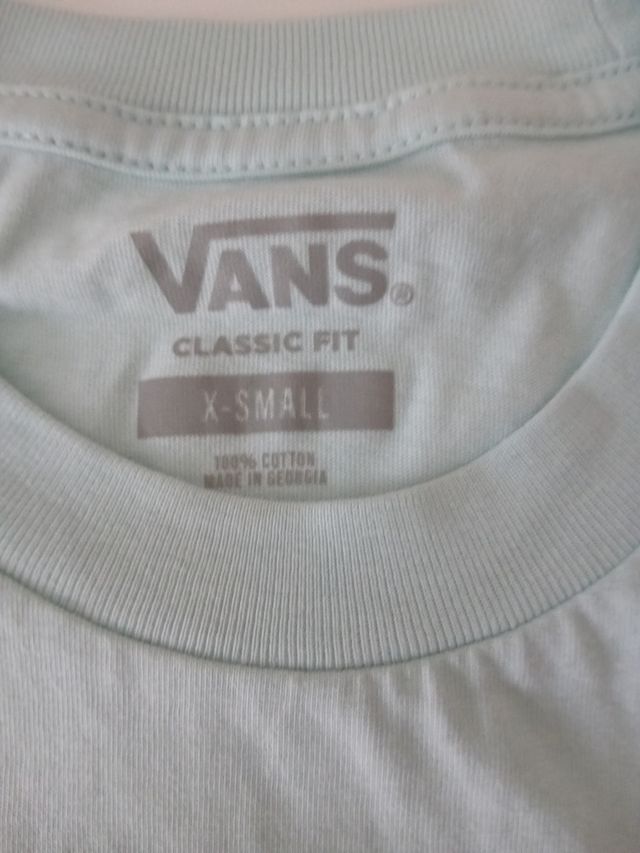 VANS®
CLASSIC FIT
X-SMALL
100% COTTON
MADE IN GEORGIA